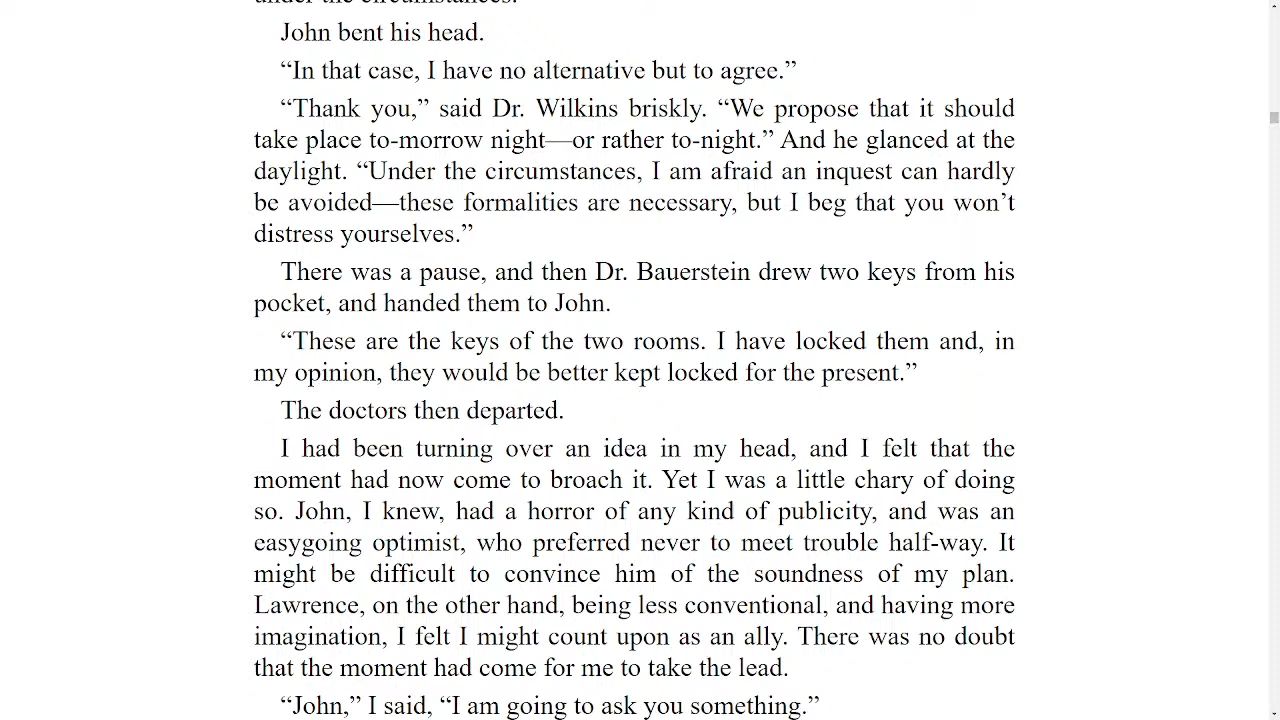 under the circumstances.
John bent his head.
“In that case, I have no alternative but to agree.”
“Thank you,” said Dr. Wilkins briskly. “We propose that it should
take place to-morrow night—or rather to-night.” And he glanced at the
daylight. “Under the circumstances, I am afraid an inquest can hardly
be avoided—these formalities are necessary, but I beg that you won’t
distress yourselves.”
There was a pause, and then Dr. Bauerstein drew two keys from his
pocket, and handed them to John.
“These are the keys of the two rooms. I have locked them and, in
my opinion, they would be better kept locked for the present.”
The doctors then departed.
I had been turning over an idea in my head, and I felt that the
moment had now come to broach it. Yet I was a little chary of doing
so. John, I knew, had a horror of any kind of publicity, and was an
easygoing optimist, who preferred never to meet trouble half-way. It
might be difficult to convince him of the soundness of my plan.
Lawrence, on the other hand, being less conventional, and having more
imagination, I felt I might count upon as an ally. There was no doubt
that the moment had come for me to take the lead.
“John,” I said, “I am going to ask you something.”